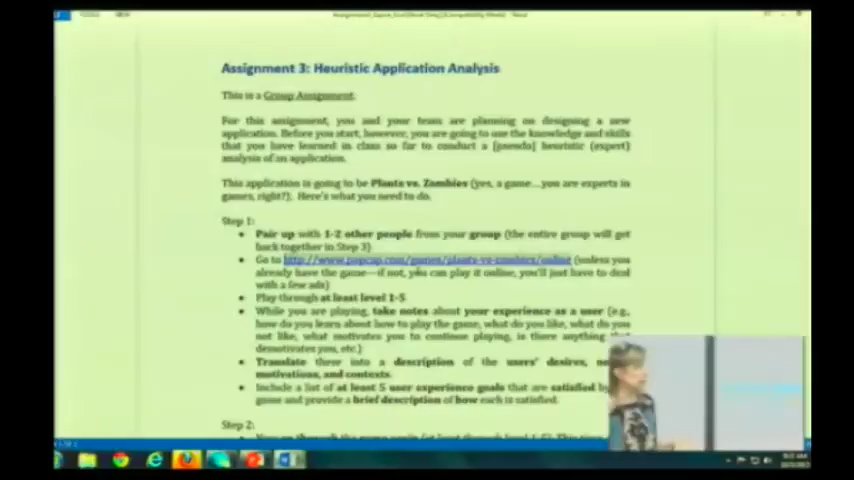 Assignment 3: Heuristic Application Analysis
This is a Group Assignment.
For this assignment, you and your team are planning on designing a new
application. Before you start, however, you are going to use the knowledge and skills
that you have learned in class so far to conduct a (pseudo) heuristic (expert)
analysis of an application.
This application is going to be Plants vs. Zombies (yes, a game...you are experts in
games, right?). Here's what you need to do.
Step 1:
• Pair up with 1-2 other people from your group (the entire group will get
back together in Step 3)
• Go to http://www.popcap.com/games/plants-vs-zombies/online (unless you
already have the game—if not, you can play it online, you'll just have to deal
with a few ads)
• Play through at least level 1-5
• While you are playing, take notes about your experience as a user (e.g.,
how do you learn about how to play the game, what do you like, what do you
not like, what motivates you to continue playing, is there anything
demotivates you, etc.)
• Translate these into a description of the users' desires,
motivations, and contexts.
• Include a list of at least 5 user experience goals that are satisfied
game and provide a brief description of how each is satisfied.
Step 2: